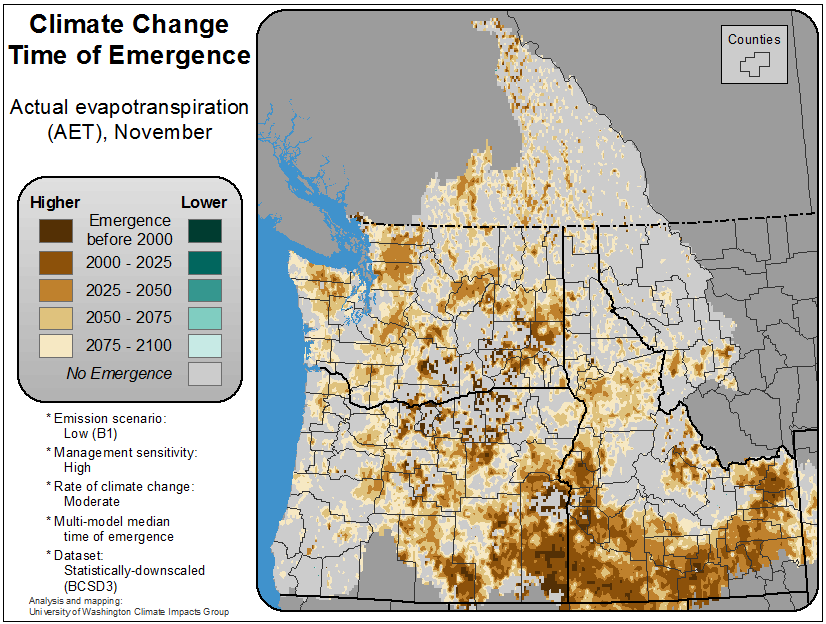 Climate Change
Time of Emergence
Actual evapotranspiration
(AET), November
Higher Lower
Emergence
before 2000
2000 - 2025
2025 - 2050
2050 - 2075
2075 - 2100
No Emergence
* Emission scenario:
Low (B1)
* Management sensitivity:
High
* Rate of climate change:
Moderate
* Multi-model median
time of emergence
* Dataset:
Statistically-downscaled
(BCSD3)
Analysis and mapping:
University of Washington Climate Impacts Group
Counties